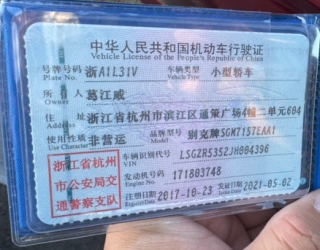 中华人民共和国机动车行驶证
Vehicle License of the People's Republic of China
号牌号码 浙A1L31V 车辆类型 小型轿车
Plate No. Vehicle Type
所有人 葛江威
Owner
住址 浙江省杭州市滨江区通策广场4幢二单元604
Address
使用性质 非营运 品牌型号 别克牌SGM7157EAA1
Use Character Model
浙江省杭州
市公安局交
通警察支队
车辆识别代号 LSGZR5352JH004396
VIN
发动机号码 171803748
Engine No.
注册日期 2017-10-23 发证日期 2021-05-02
Register Date Issue Date